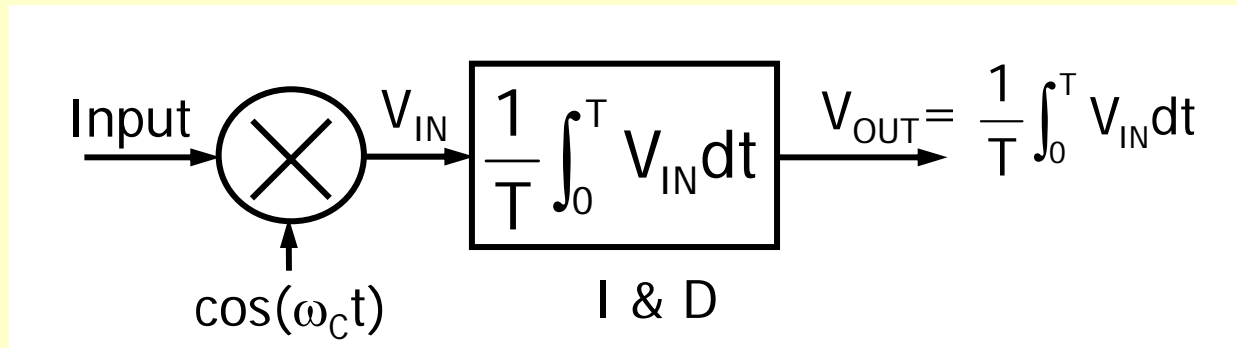 Input
V_IN
1/T ∫_0^T V_IN dt
V_OUT = 1/T ∫_0^T V_IN dt
cos(ω_C t)
I & D